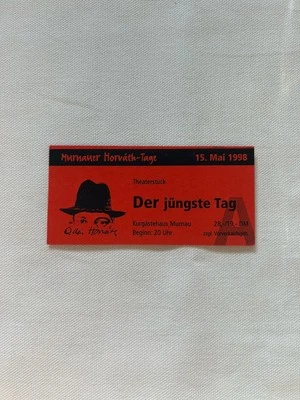 Murnauer Horváth-Tage
15. Mai 1998
Theaterstück
Der jüngste Tag
Kurgästehaus Murnau
Beginn: 20 Uhr
A